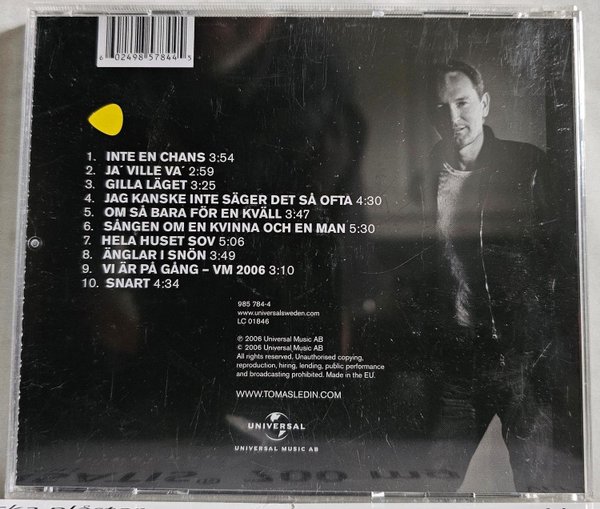 6 02498 57844 5
1. INTE EN CHANS 3:54
2. JA´ VILLE VA´ 2:59
3. GILLA LÄGET 3:25
4. JAG KANSKE INTE SÄGER DET SÅ OFTA 4:30
5. OM SÅ BARA FÖR EN KVÄLL 3:47
6. SÅNGEN OM EN KVINNA OCH EN MAN 5:30
7. HELA HUSET SOV 5:06
8. ÄNGLAR I SNÖN 3:49
9. VI ÄR PÅ GÅNG – VM 2006 3:10
10. SNART 4:34
985 784-4
www.universalsweden.com
LC 01846
℗ 2006 Universal Music AB
© 2006 Universal Music AB
All rights reserved. Unauthorised copying,
reproduction, hiring, lending, public performance
and broadcasting prohibited. Made in the EU.
WWW.TOMASLEDIN.COM
UNIVERSAL
UNIVERSAL MUSIC AB